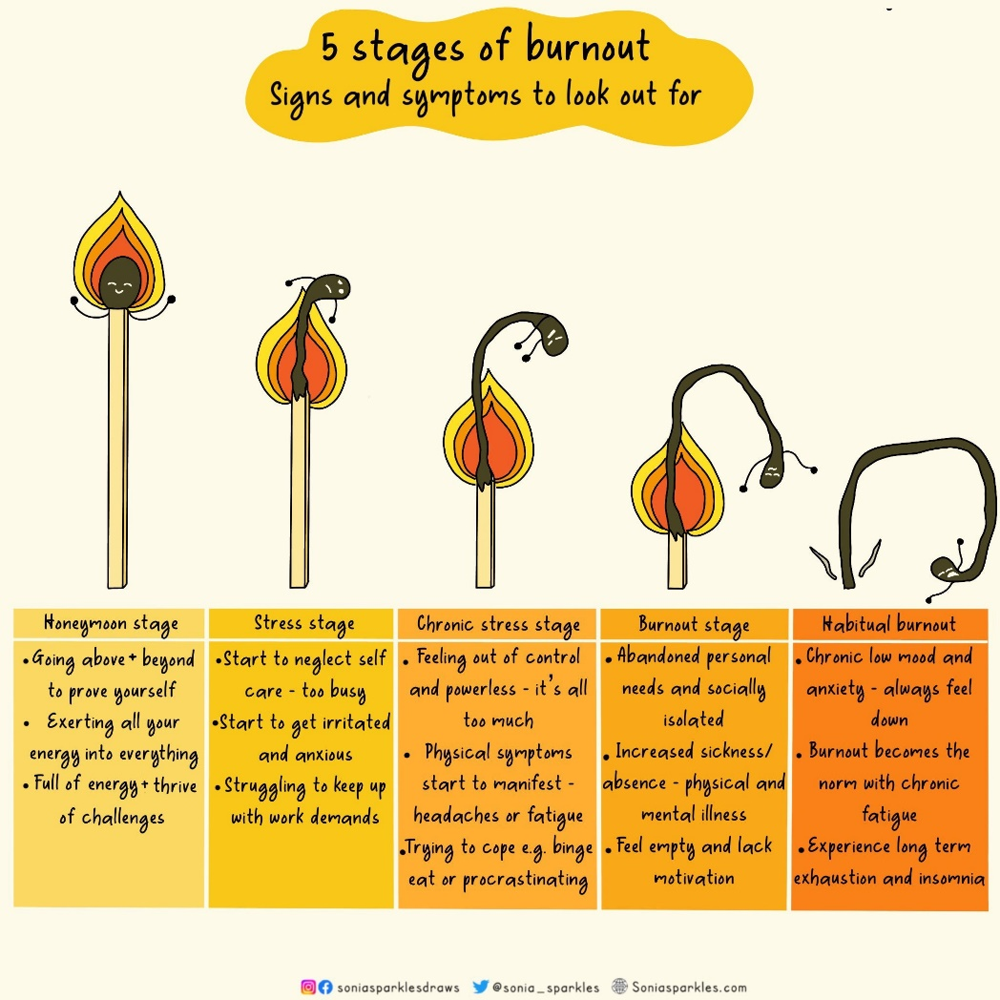 5 stages of burnout
Signs and symptoms to look out for
Honeymoon stage
• Going above + beyond
to prove yourself
• Exerting all your
energy into everything
• Full of energy + thrive
of challenges
Stress stage
• Start to neglect self
care - too busy
• Start to get irritated
and anxious
• Struggling to keep up
with work demands
Chronic stress stage
• Feeling out of control
and powerless - it's all
too much
• Physical symptoms
start to manifest -
headaches or fatigue
• Trying to cope e.g. binge
eat or procrastinating
Burnout stage
• Abandoned personal
needs and socially
isolated
• Increased sickness/
absence - physical and
mental illness
• Feel empty and lack
motivation
Habitual burnout
• Chronic low mood and
anxiety - always feel
down
• Burnout becomes the
norm with chronic
fatigue
• Experience long term
exhaustion and insomnia
soniasparklesdraws @sonia_sparkles Soniasparkles.com